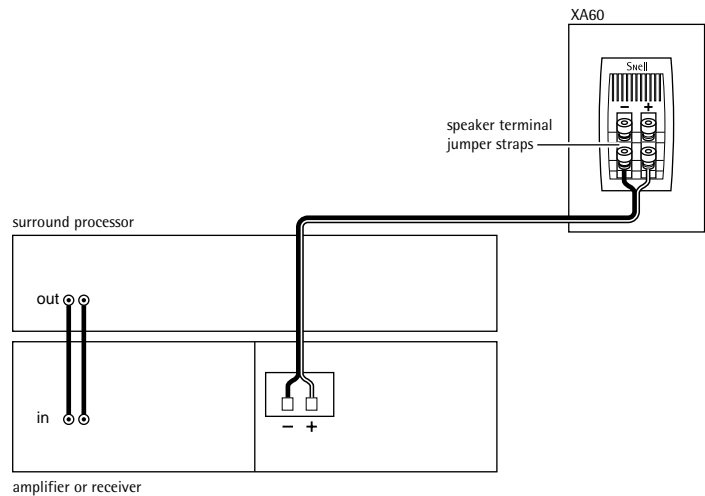 XA60
Snell
– +
speaker terminal
jumper straps
surround processor
out
in
– +
amplifier or receiver